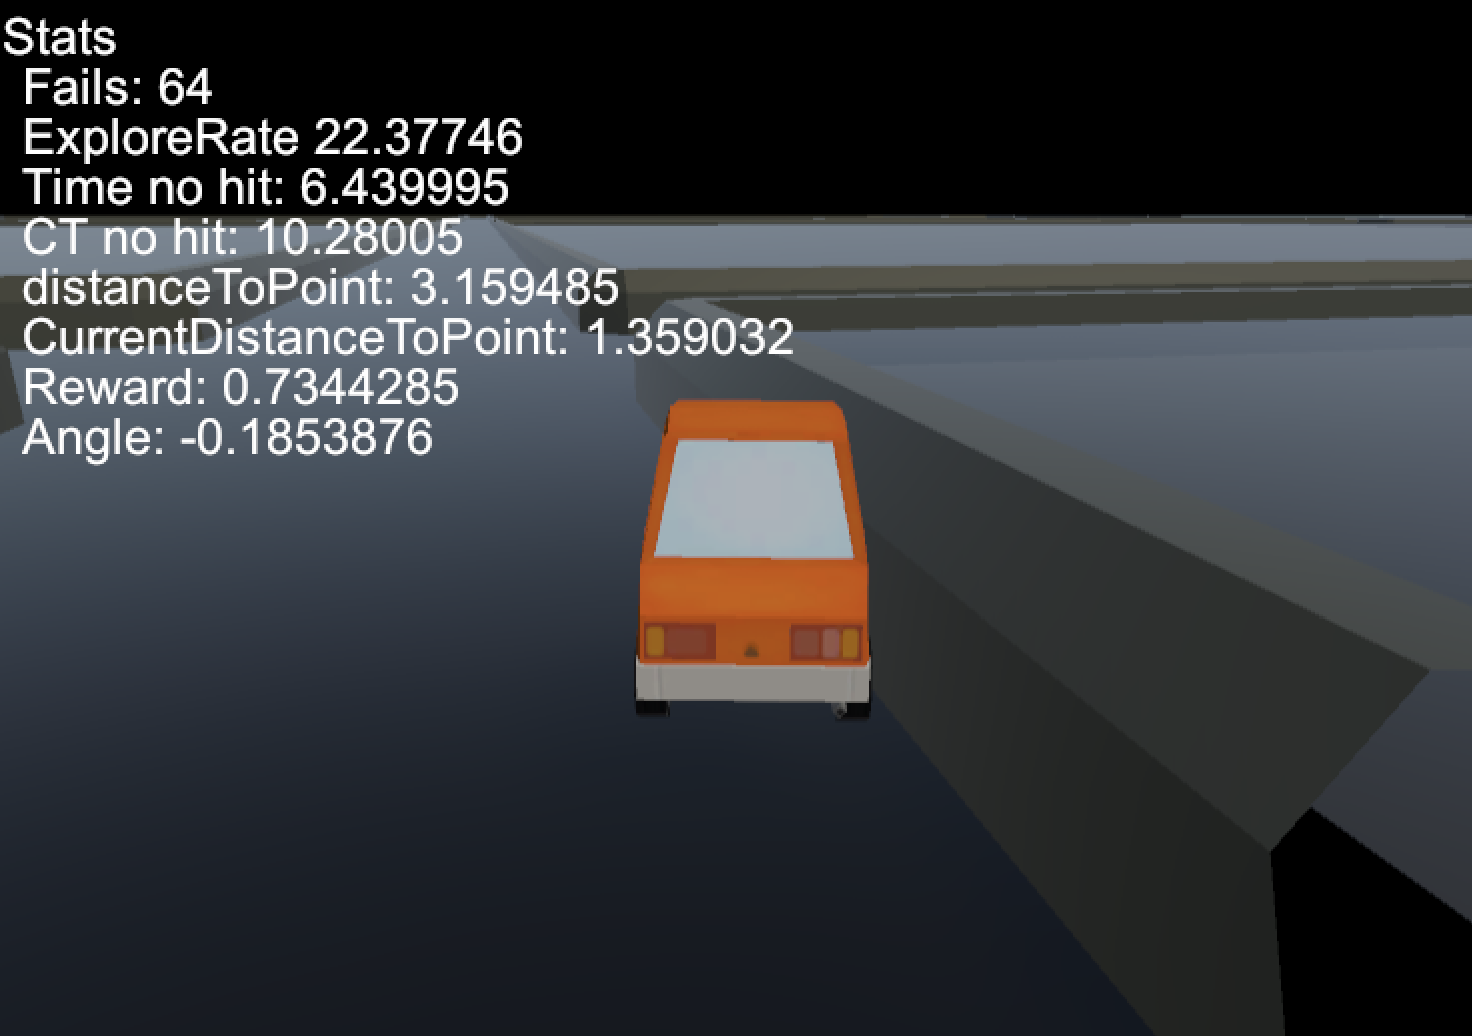 Stats
Fails: 64
ExploreRate 22.37746
Time no hit: 6.439995
CT no hit: 10.28005
distanceToPoint: 3.159485
CurrentDistanceToPoint: 1.359032
Reward: 0.7344285
Angle: -0.1853876